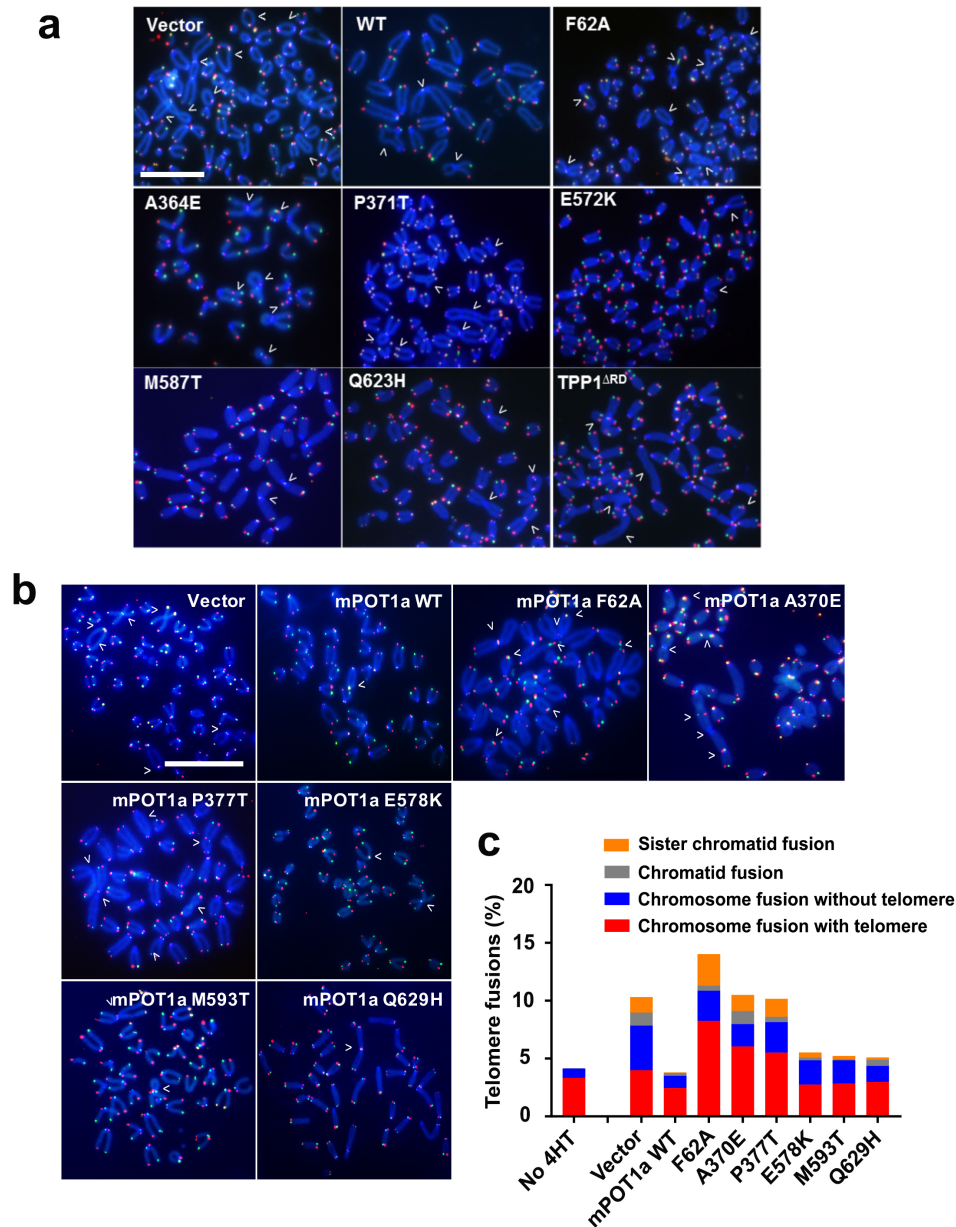 a
Vector
WT
F62A
A364E
P371T
E572K
M587T
Q623H
TPP1ΔRD
b
Vector
mPOT1a WT
mPOT1a F62A
mPOT1a A370E
mPOT1a P377T
mPOT1a E578K
mPOT1a M593T
mPOT1a Q629H
c
Sister chromatid fusion
Chromatid fusion
Chromosome fusion without telomere
Chromosome fusion with telomere
Telomere fusions (%)
20
15
10
5
0
No 4HT
Vector
mPOT1a WT
F62A
A370E
P377T
E578K
M593T
Q629H